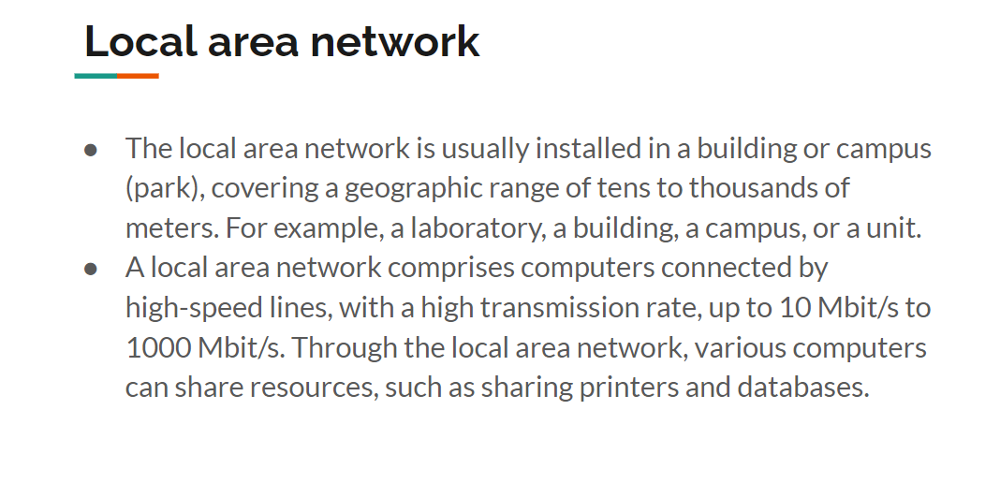 Local area network
● The local area network is usually installed in a building or campus
(park), covering a geographic range of tens to thousands of
meters. For example, a laboratory, a building, a campus, or a unit.
● A local area network comprises computers connected by
high-speed lines, with a high transmission rate, up to 10 Mbit/s to
1000 Mbit/s. Through the local area network, various computers
can share resources, such as sharing printers and databases.